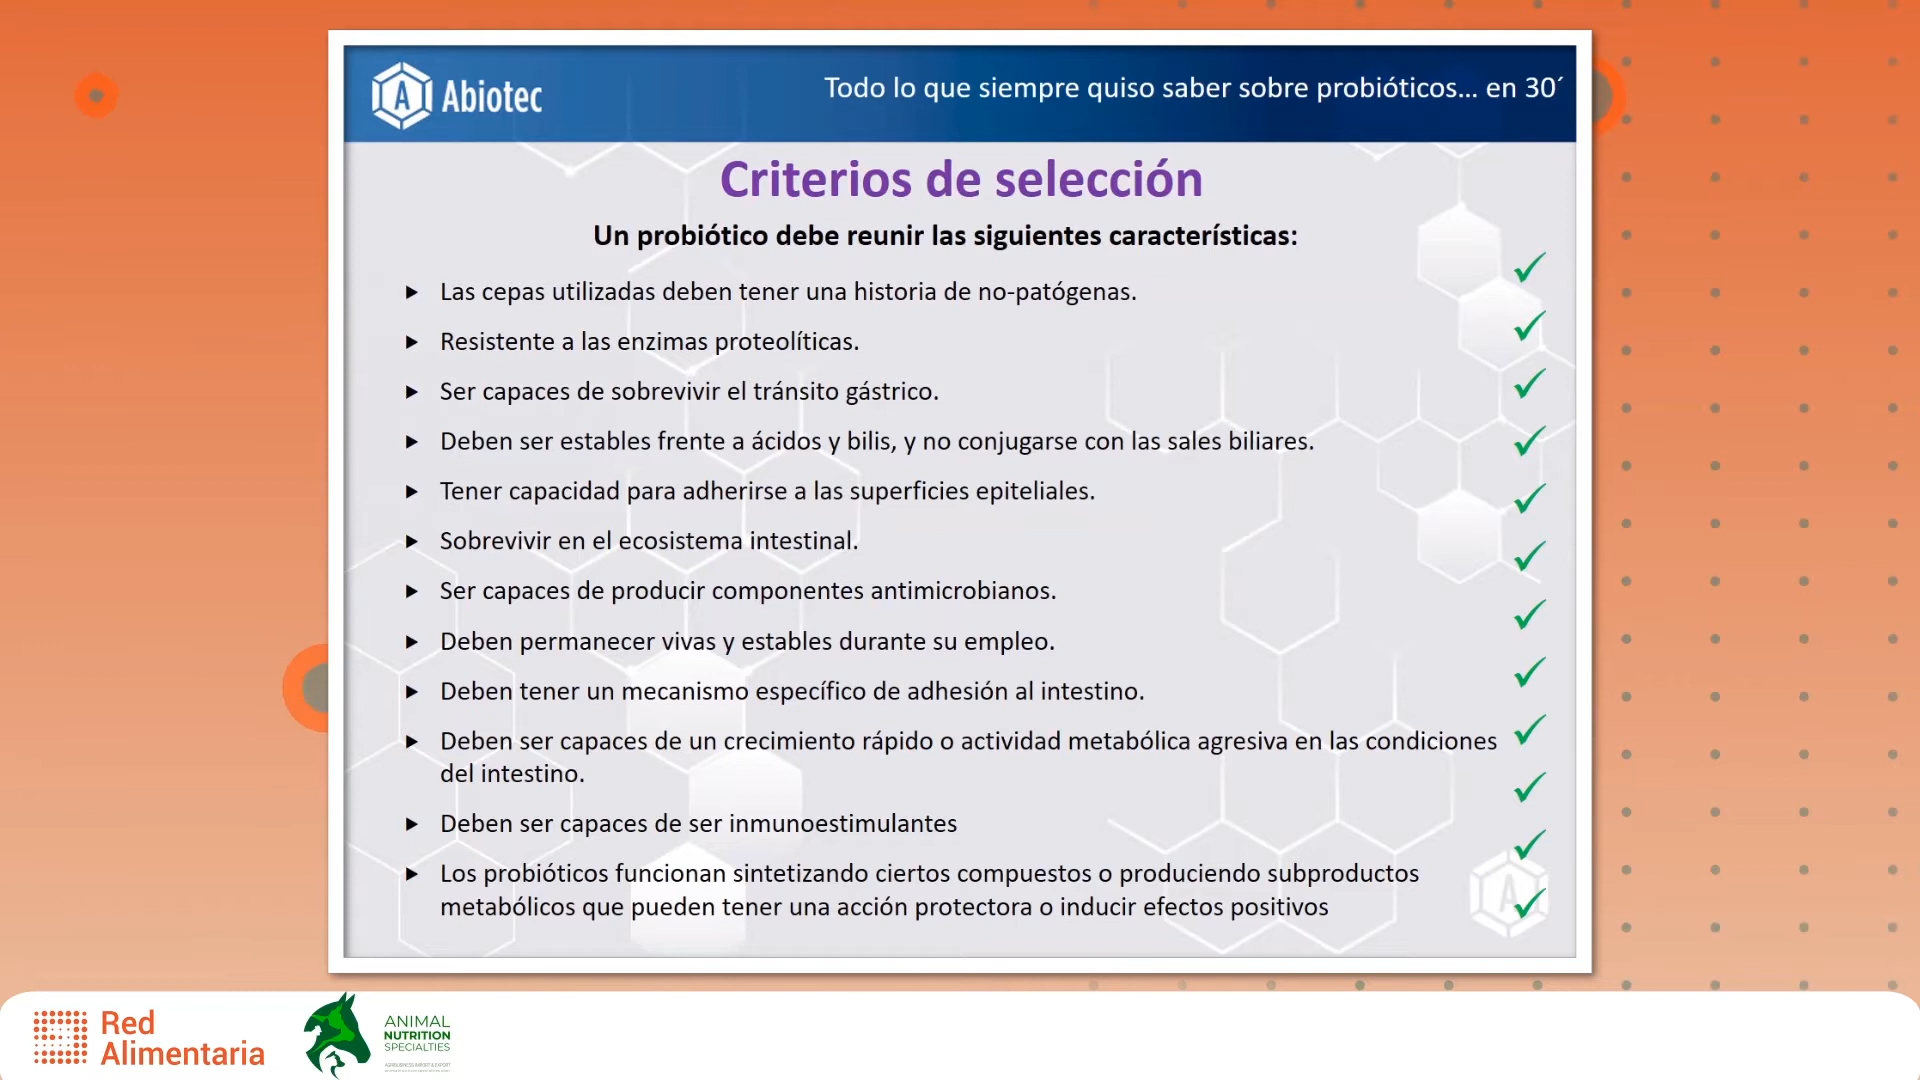 Abiotec
Todo lo que siempre quiso saber sobre probióticos... en 30´
Criterios de selección
Un probiótico debe reunir las siguientes características:
Las cepas utilizadas deben tener una historia de no-patógenas.
Resistente a las enzimas proteolíticas.
Ser capaces de sobrevivir el tránsito gástrico.
Deben ser estables frente a ácidos y bilis, y no conjugarse con las sales biliares.
Tener capacidad para adherirse a las superficies epiteliales.
Sobrevivir en el ecosistema intestinal.
Ser capaces de producir componentes antimicrobianos.
Deben permanecer vivas y estables durante su empleo.
Deben tener un mecanismo específico de adhesión al intestino.
Deben ser capaces de un crecimiento rápido o actividad metabólica agresiva en las condiciones
del intestino.
Deben ser capaces de ser inmunoestimulantes
Los probióticos funcionan sintetizando ciertos compuestos o produciendo subproductos
metabólicos que pueden tener una acción protectora o inducir efectos positivos
Red
Alimentaria
ANIMAL
NUTRITION
SPECIALTIES